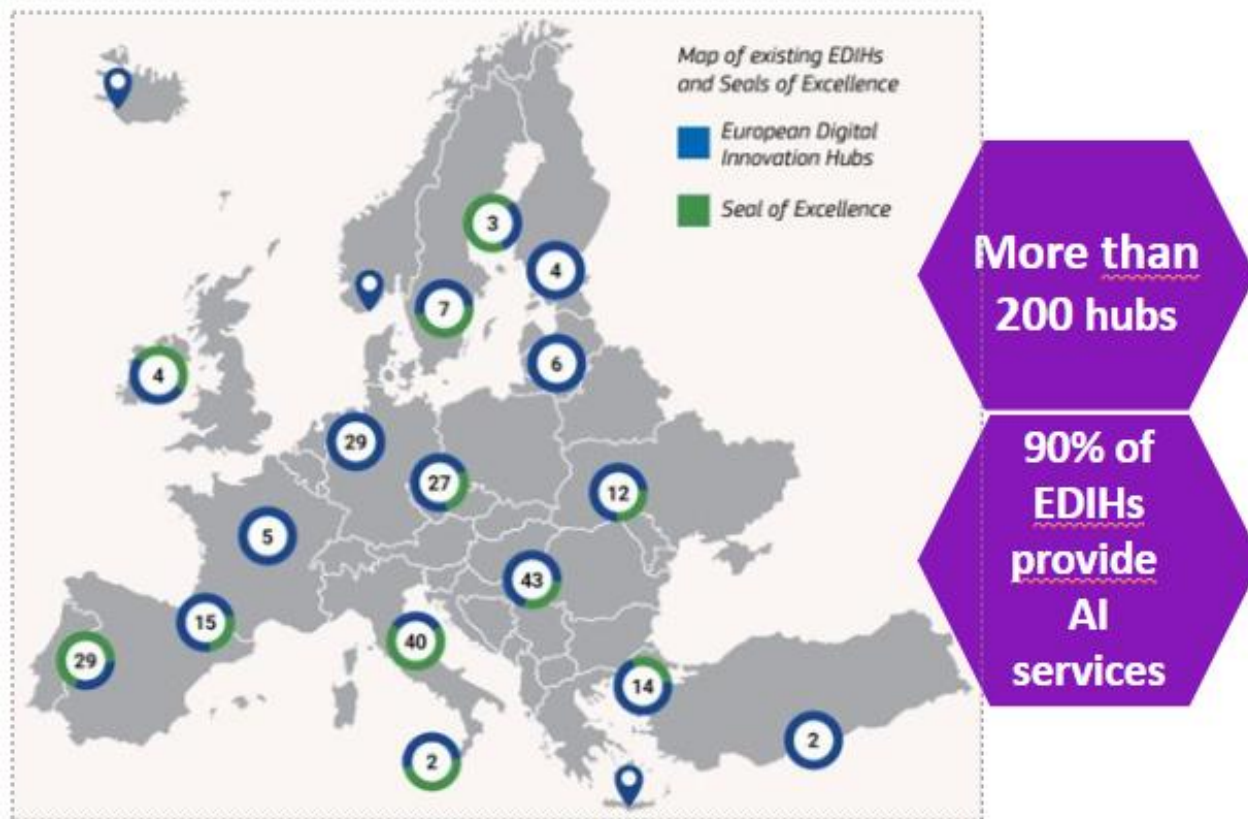 Map of existing EDIHs
and Seals of Excellence
European Digital
Innovation Hubs
Seal of Excellence
3
4
7
4
6
29
27
12
5
43
15
40
29
14
2
2
More than
200 hubs
90% of
EDIHs
provide
AI
services